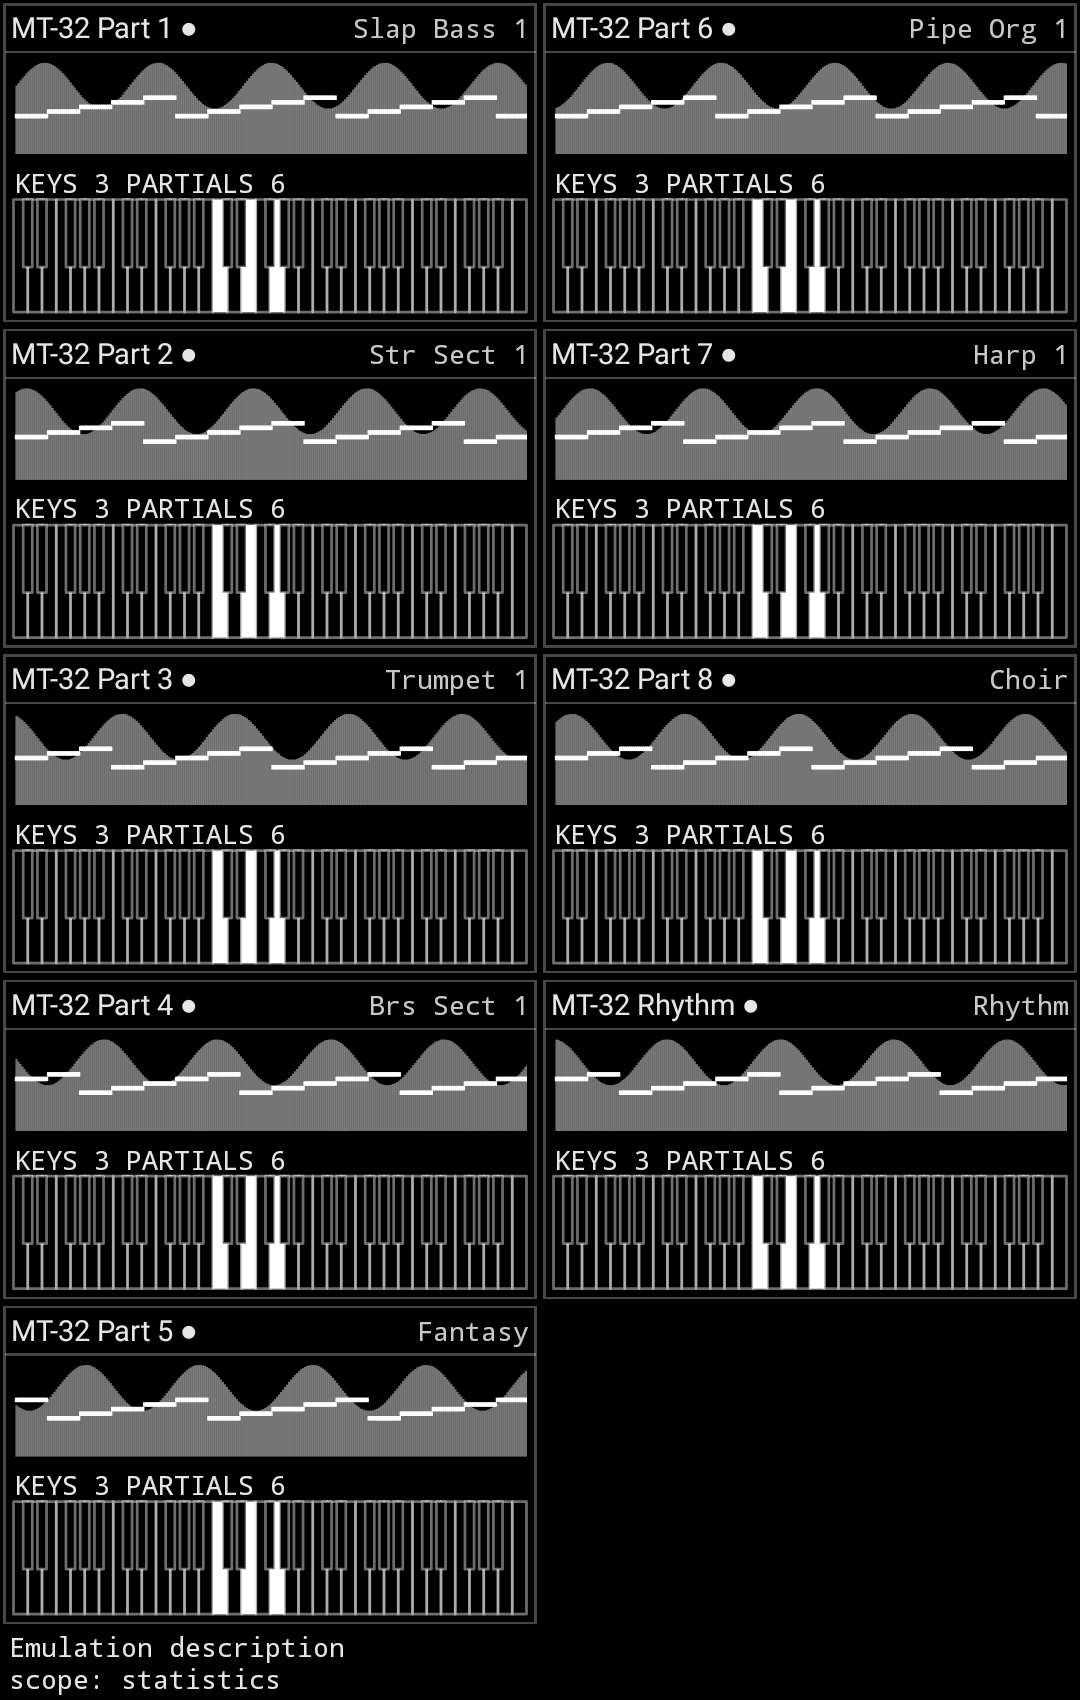 MT-32 Part 1 ●
Slap Bass 1
KEYS 3 PARTIALS 6
MT-32 Part 2 ●
Str Sect 1
KEYS 3 PARTIALS 6
MT-32 Part 3 ●
Trumpet 1
KEYS 3 PARTIALS 6
MT-32 Part 4 ●
Brs Sect 1
KEYS 3 PARTIALS 6
MT-32 Part 5 ●
Fantasy
KEYS 3 PARTIALS 6
MT-32 Part 6 ●
Pipe Org 1
KEYS 3 PARTIALS 6
MT-32 Part 7 ●
Harp 1
KEYS 3 PARTIALS 6
MT-32 Part 8 ●
Choir
KEYS 3 PARTIALS 6
MT-32 Rhythm ●
Rhythm
KEYS 3 PARTIALS 6
Emulation description
scope: statistics